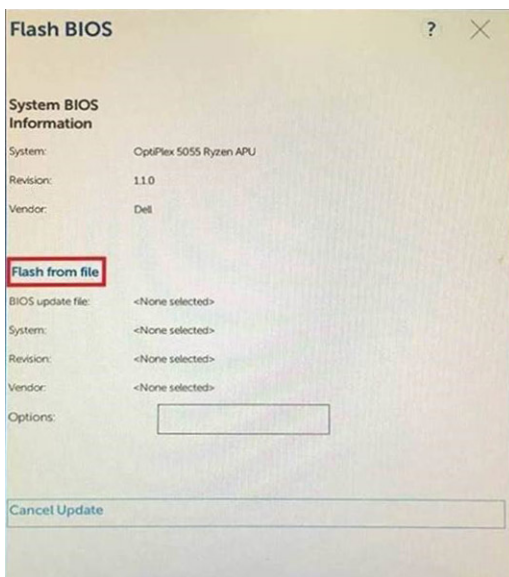 Flash BIOS ?
System BIOS
Information
System: OptiPlex 5055 Ryzen APU
Revision: 1.1.0
Vendor: Dell
Flash from file
BIOS update file: <None selected>
System: <None selected>
Revision: <None selected>
Vendor: <None selected>
Options:
Cancel Update